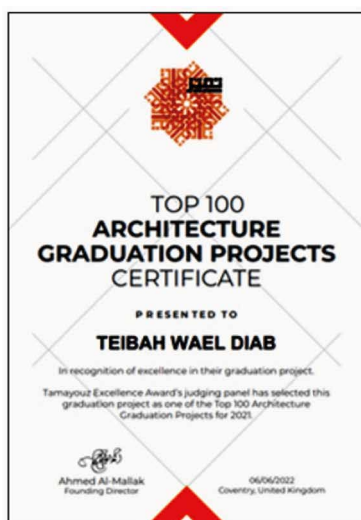 تميز
TOP 100
ARCHITECTURE
GRADUATION PROJECTS
CERTIFICATE
PRESENTED TO
TEIBAH WAEL DIAB
In recognition of excellence in their graduation project.
Tamayouz Excellence Award's judging panel has selected this
graduation project as one of the Top 100 Architecture
Graduation Projects for 2021.
Ahmed Al-Mallak
Founding Director
06/06/2022
Coventry, United Kingdom